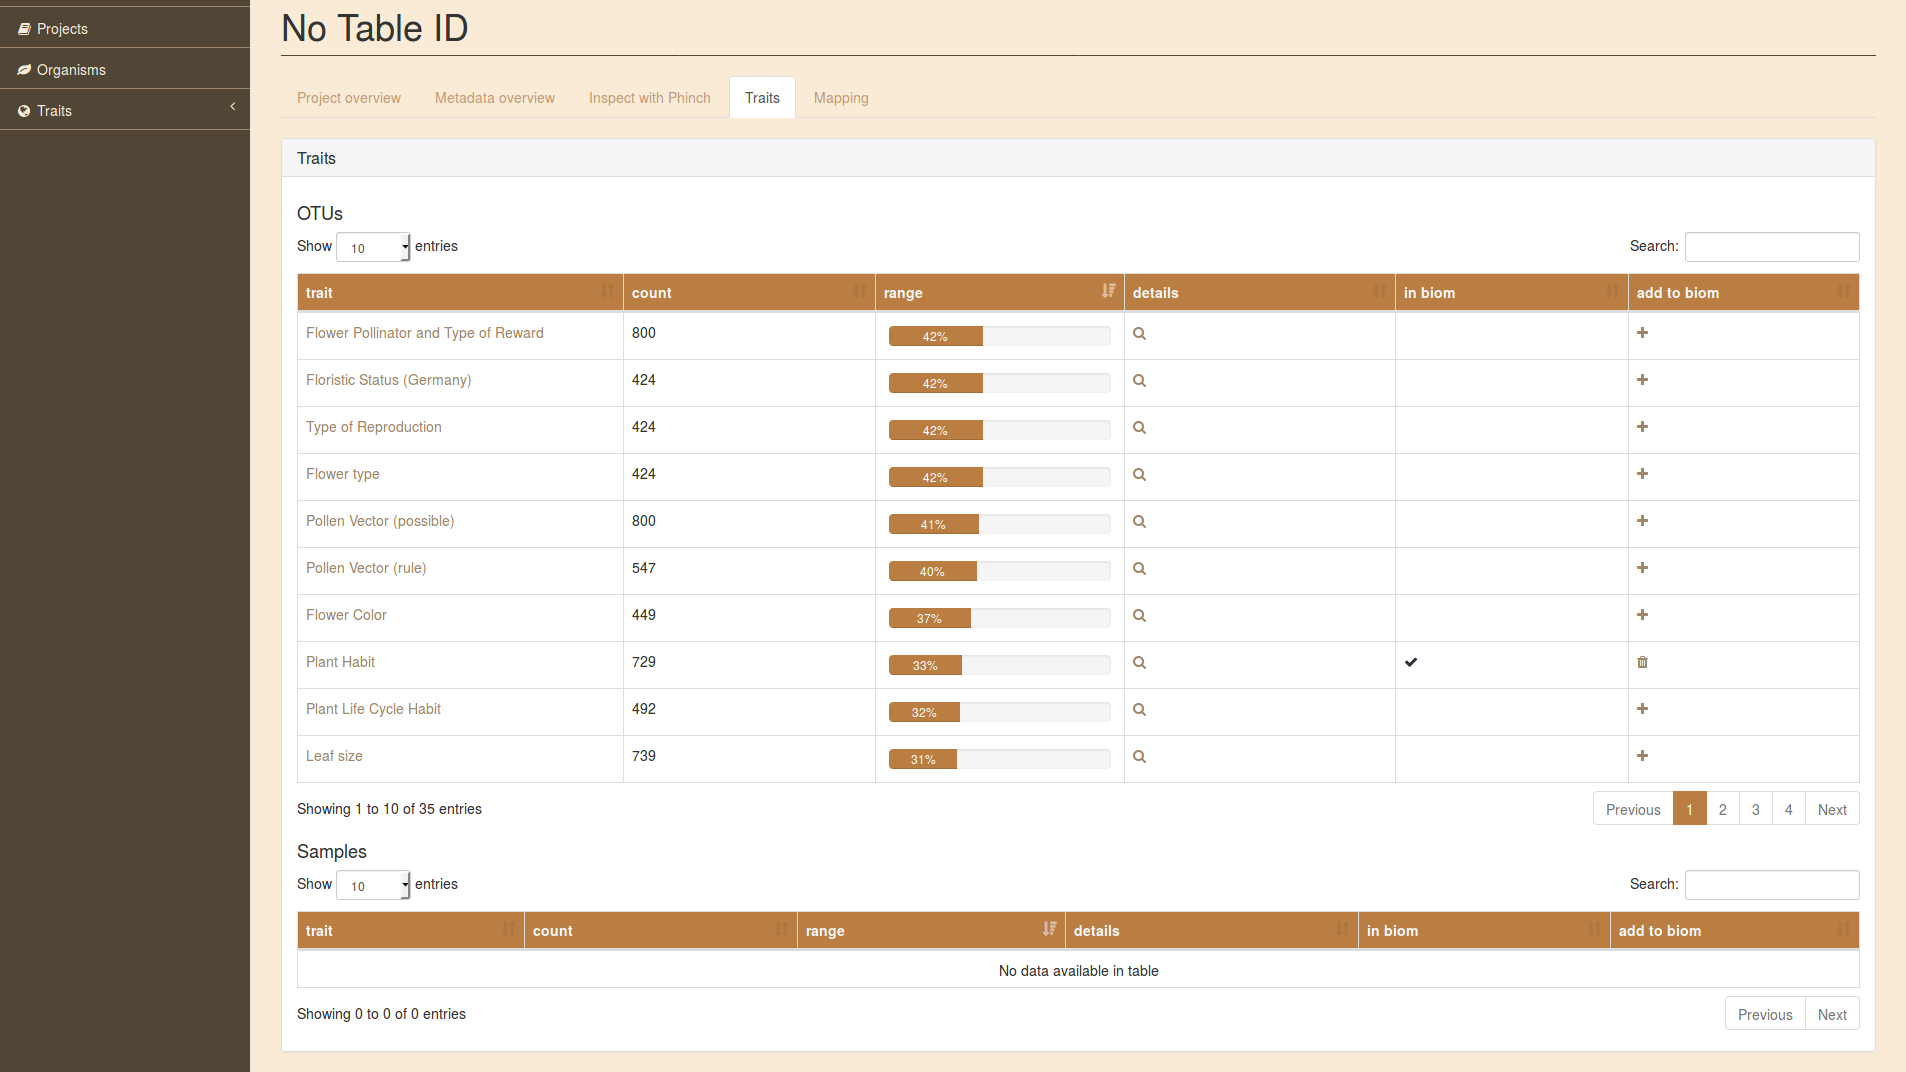 No Table ID
Projects
Organisms
Traits
Project overview Metadata overview Inspect with Phinch Traits Mapping
Traits
OTUs
Show 10 entries Search:
trait count range details in biom add to biom
Flower Pollinator and Type of Reward 800 42%
Floristic Status (Germany) 424 42%
Type of Reproduction 424 42%
Flower type 424 42%
Pollen Vector (possible) 800 41%
Pollen Vector (rule) 547 40%
Flower Color 449 37%
Plant Habit 729 33%
Plant Life Cycle Habit 492 32%
Leaf size 739 31%
Showing 1 to 10 of 35 entries Previous 1 2 3 4 Next
Samples
Show 10 entries Search:
trait count range details in biom add to biom
No data available in table
Showing 0 to 0 of 0 entries Previous Next